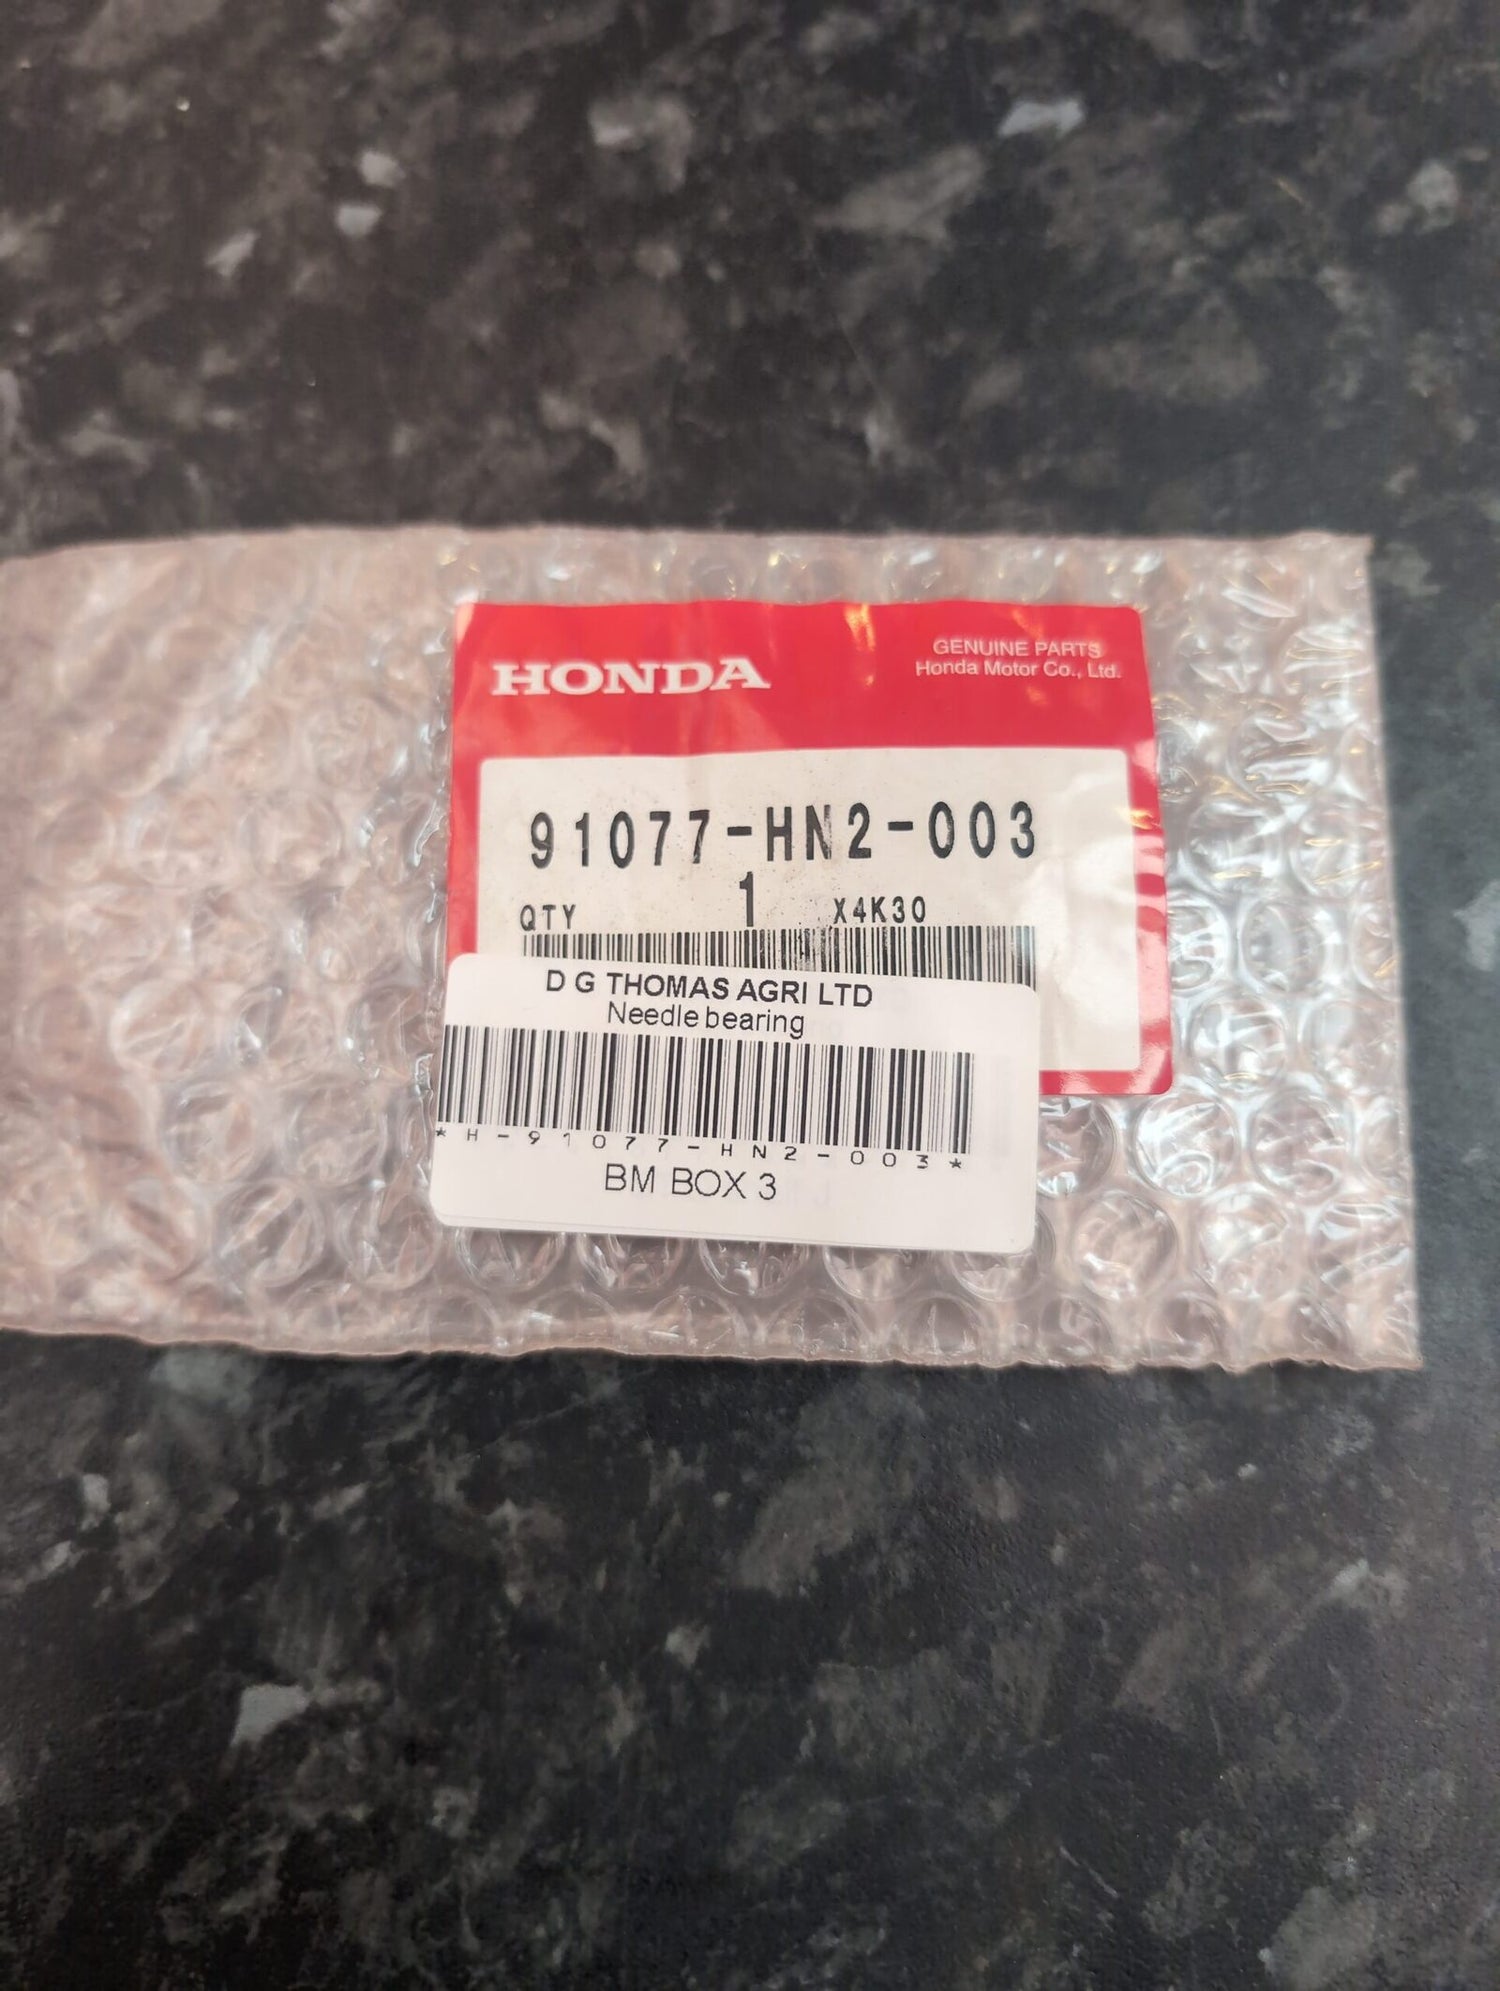 HONDA
GENUINE PARTS
Honda Motor Co., Ltd.
91077-HN2-003
QTY 1 X4K30
D G THOMAS AGRI LTD
Needle bearing
*H-91077-HN2-003*
BM BOX 3